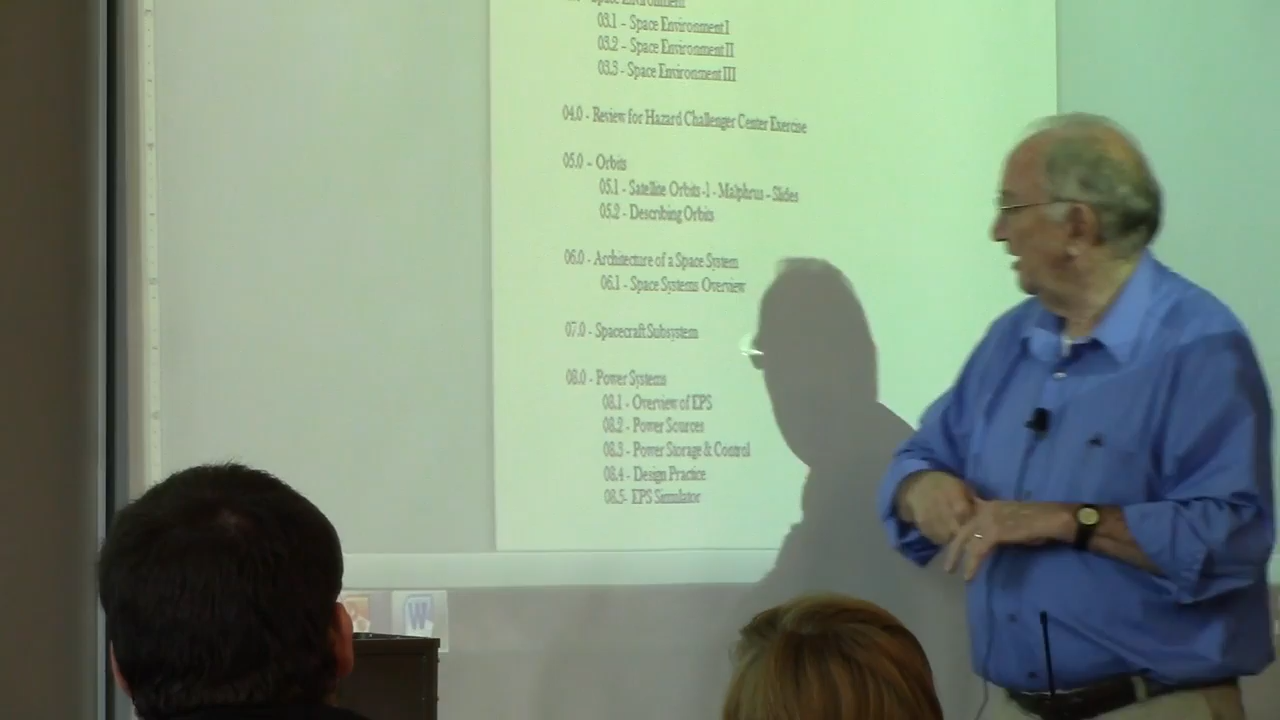 Space Environment
03.1 - Space Environment I
03.2 - Space Environment II
03.3 - Space Environment III
04.0 - Review for Hazard Challenger Center Exercise
05.0 - Orbits
05.1 - Satellite Orbits -1 - Malphrus - Slides
05.2 - Describing Orbits
06.0 - Architecture of a Space System
06.1 - Space Systems Overview
07.0 - Spacecraft Subsystem
08.0 - Power Systems
08.1 - Overview of EPS
08.2 - Power Sources
08.3 - Power Storage & Control
08.4 - Design Practice
08.5- EPS Simulator
W